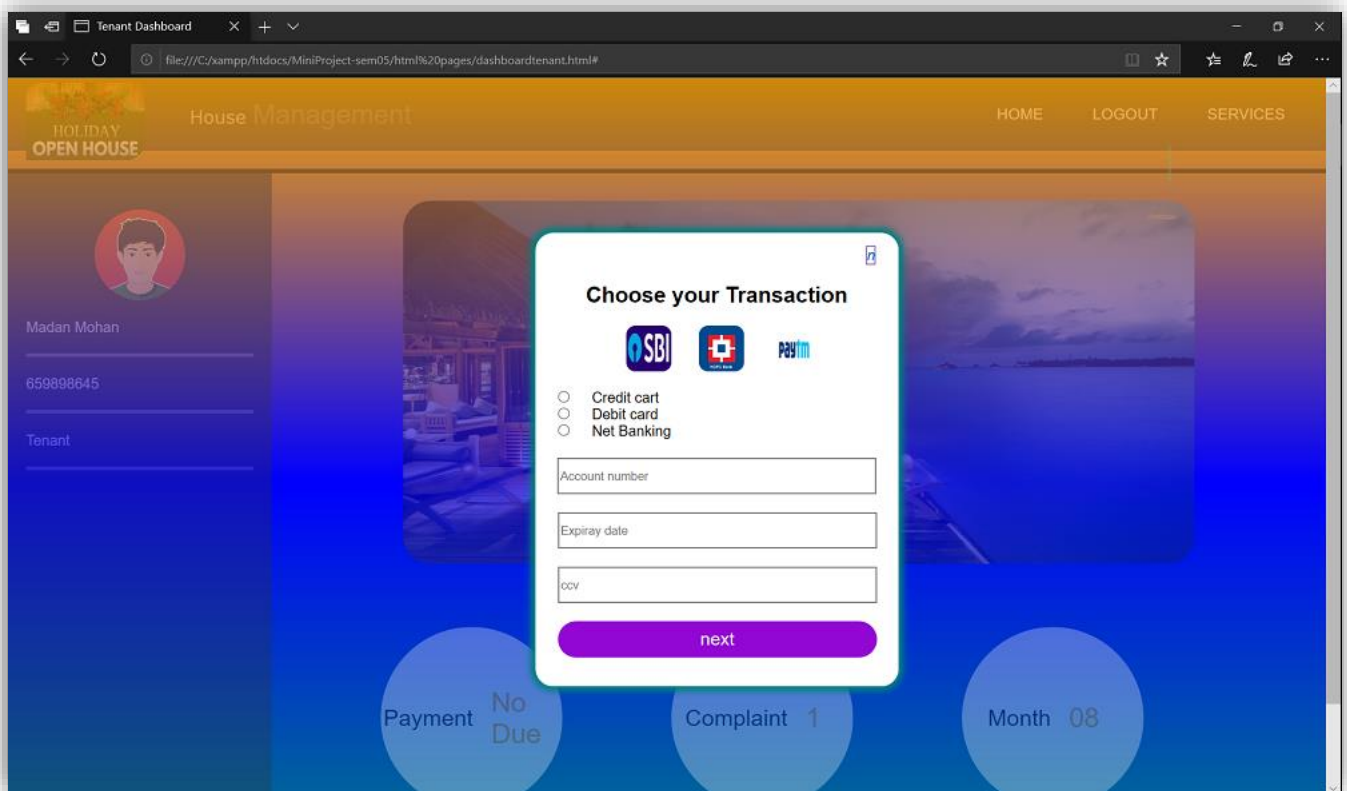 Tenant Dashboard
file:///C:/xampp/htdocs/MiniProject-sem05/html%20pages/dashboardtenant.html#
HOLIDAY
OPEN HOUSE
House Management
HOME LOGOUT SERVICES
Madan Mohan
659898645
Tenant
n
Choose your Transaction
SBI
HDFC Bank
paytm
Credit cart
Debit card
Net Banking
Account number
Expiray date
ccv
next
Payment No Due
Complaint 1
Month 08